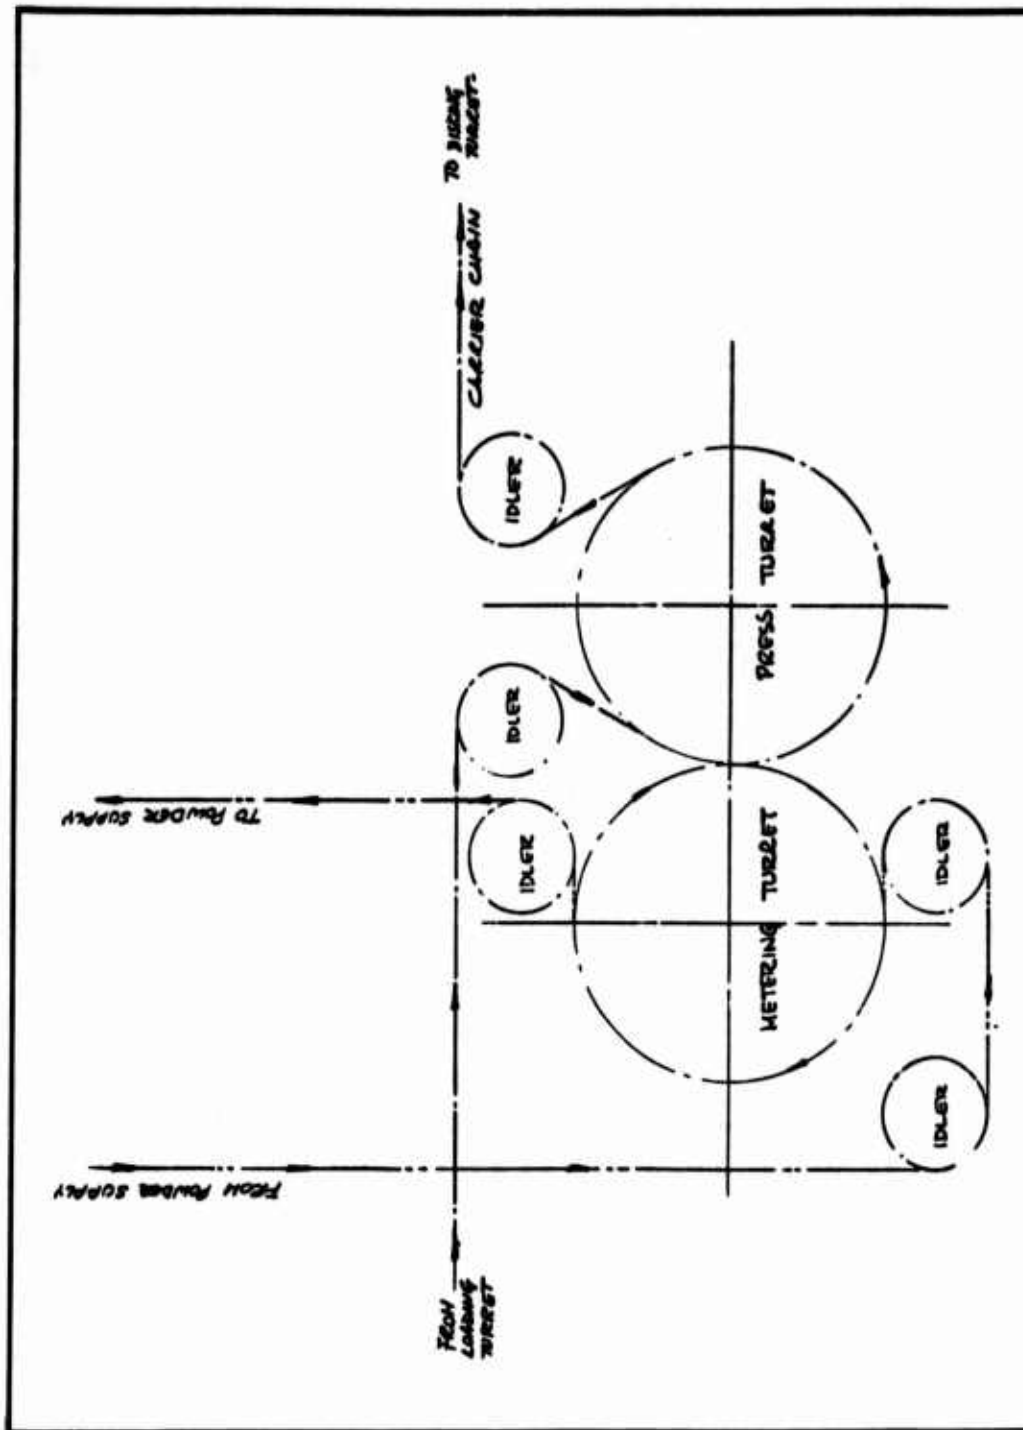 TO DISKING
TURRET
CARRIER CHAIN
IDLER
PRESS TURRET
IDLER
TO POWDER SUPPLY
IDLER
METERING TURRET
IDLER
IDLER
FROM POWDER SUPPLY
FROM
LOADING
TURRET